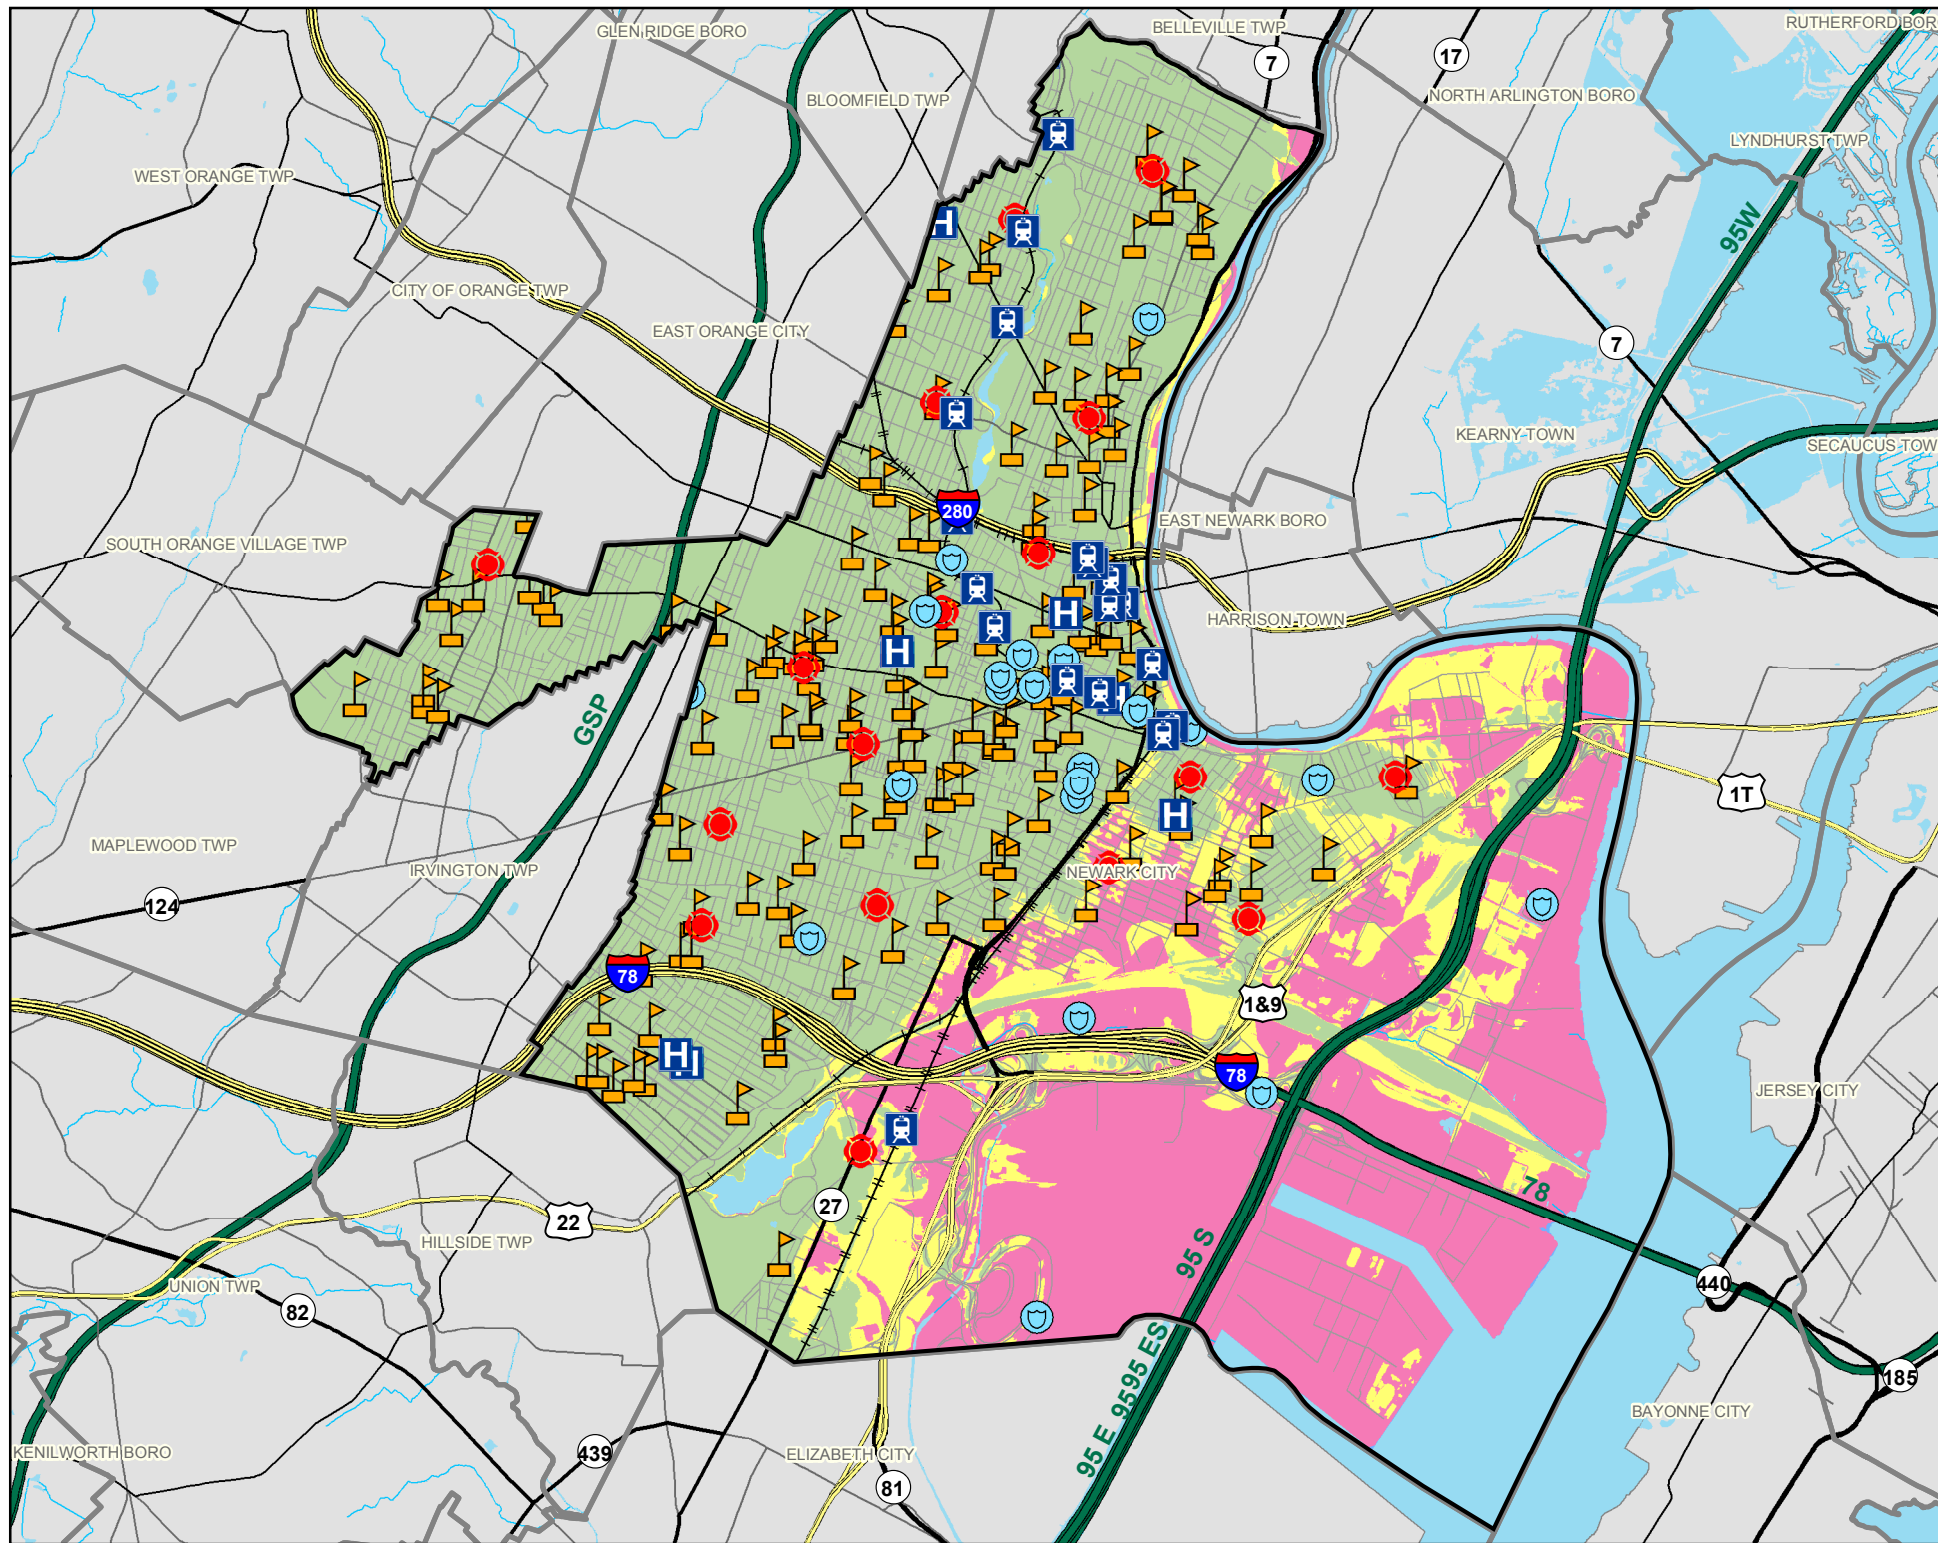 BELLEVILLE TWP
RUTHERFORD BOR
GLEN RIDGE BORO
7
17
BLOOMFIELD TWP
NORTH ARLINGTON BORO
LYNDHURST TWP
WEST ORANGE TWP
H
95W
CITY OF ORANGE TWP
EAST ORANGE CITY
7
KEARNY TOWN
SECAUCUS TOW
280
EAST NEWARK BORO
SOUTH ORANGE VILLAGE TWP
H
HARRISON TOWN
H
GSP
1T
H
MAPLEWOOD TWP
IRVINGTON TWP
NEWARK CITY
124
78
1&9
H
78
JERSEY CITY
78
27
22
HILLSIDE TWP
95 S
UNION TWP
440
82
95 ES
95
185
BAYONNE CITY
95 E
KENILWORTH BORO
439
ELIZABETH CITY
81